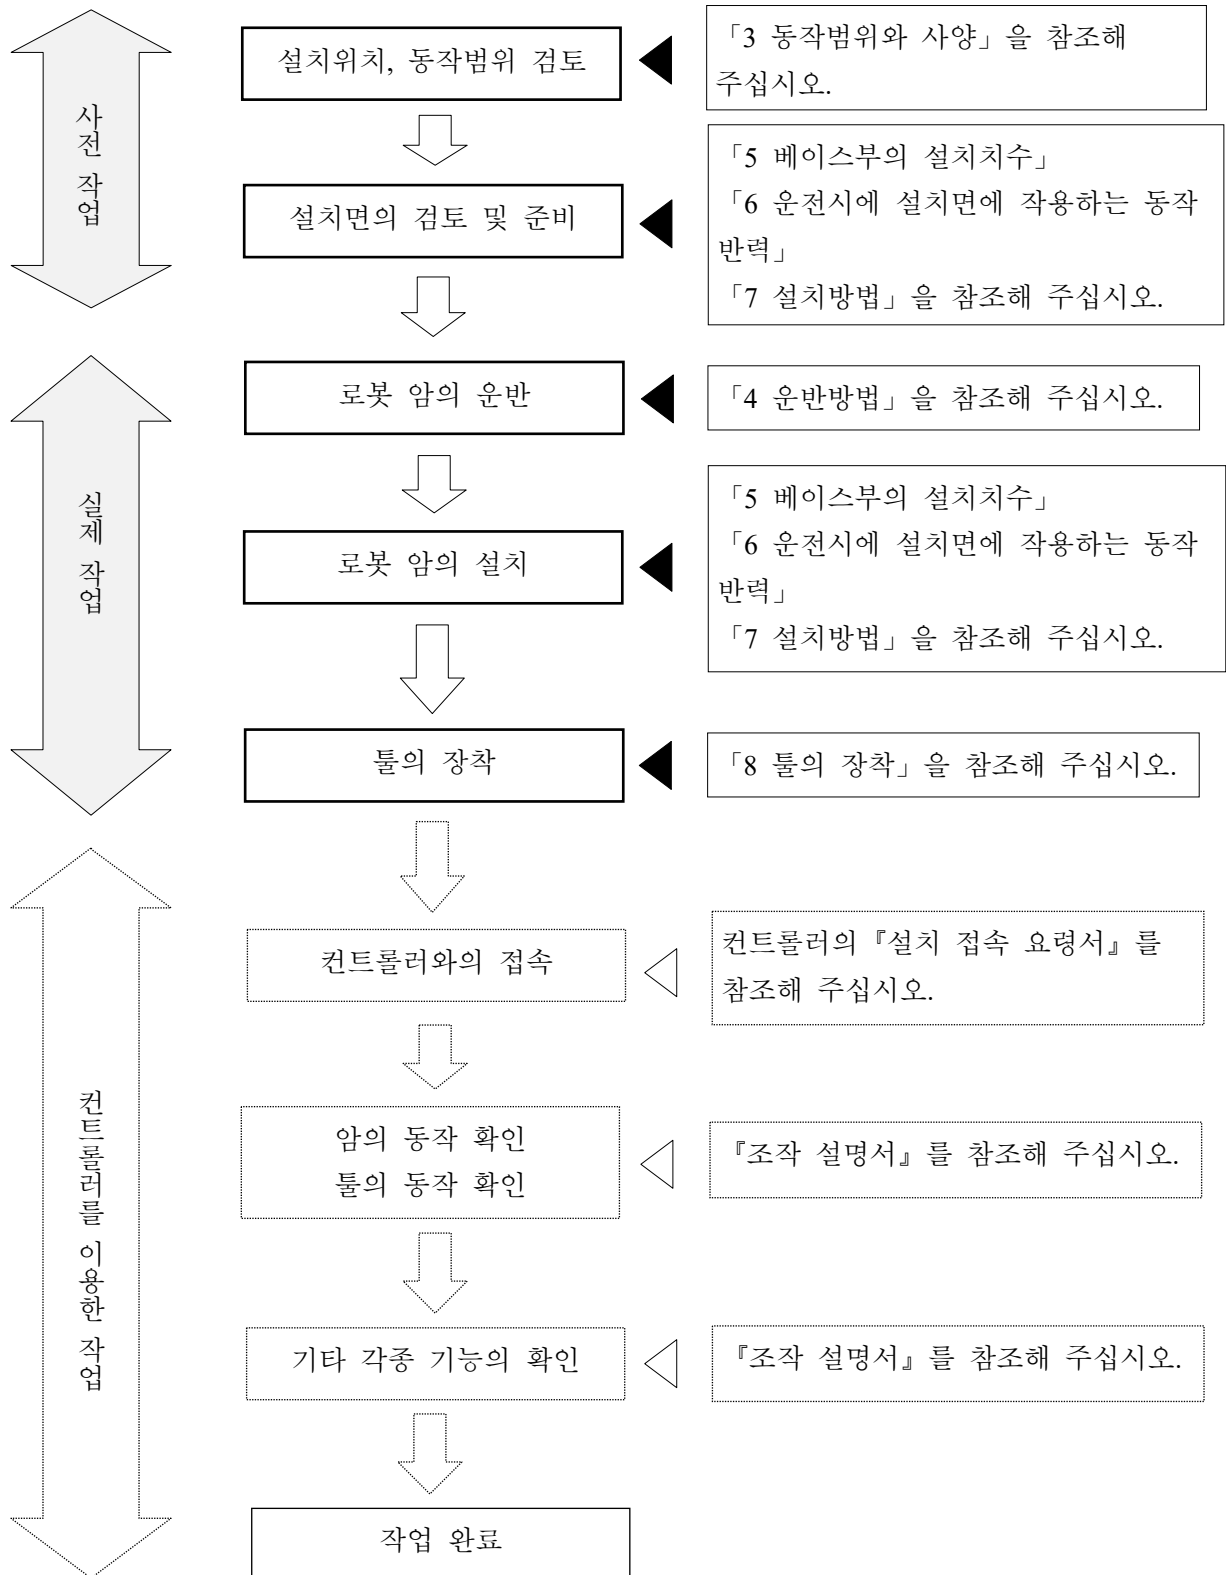 사전 작업
설치위치, 동작범위 검토
「3 동작범위와 사양」을 참조해
주십시오.
설치면의 검토 및 준비
「5 베이스부의 설치치수」
「6 운전시에 설치면에 작용하는 동작
반력」
「7 설치방법」을 참조해 주십시오.
실제 작업
로봇 암의 운반
「4 운반방법」을 참조해 주십시오.
로봇 암의 설치
「5 베이스부의 설치치수」
「6 운전시에 설치면에 작용하는 동작
반력」
「7 설치방법」을 참조해 주십시오.
툴의 장착
「8 툴의 장착」을 참조해 주십시오.
컨트롤러를 이용한 작업
컨트롤러와의 접속
컨트롤러의『설치 접속 요령서』를
참조해 주십시오.
암의 동작 확인
툴의 동작 확인
『조작 설명서』를 참조해 주십시오.
기타 각종 기능의 확인
『조작 설명서』를 참조해 주십시오.
작업 완료